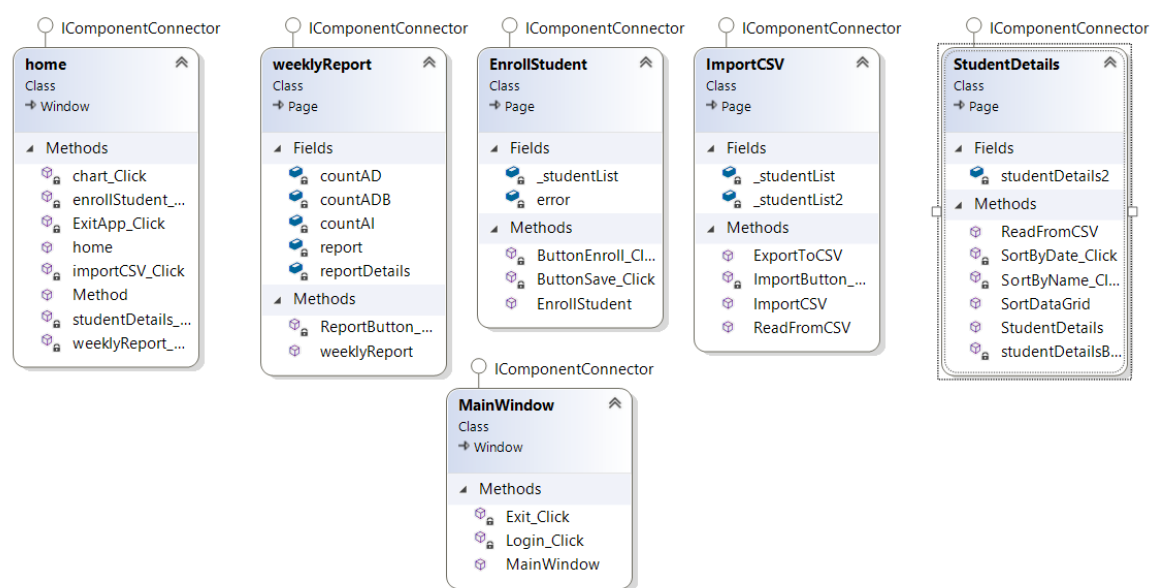 IComponentConnector
home
Class
Window
Methods
chart_Click
enrollStudent_...
ExitApp_Click
home
importCSV_Click
Method
studentDetails_...
weeklyReport_...
IComponentConnector
weeklyReport
Class
Page
Fields
countAD
countADB
countAI
report
reportDetails
Methods
ReportButton_...
weeklyReport
IComponentConnector
EnrollStudent
Class
Page
Fields
_studentList
error
Methods
ButtonEnroll_Cl...
ButtonSave_Click
EnrollStudent
IComponentConnector
ImportCSV
Class
Page
Fields
_studentList
_studentList2
Methods
ExportToCSV
ImportButton_...
ImportCSV
ReadFromCSV
IComponentConnector
StudentDetails
Class
Page
Fields
studentDetails2
Methods
ReadFromCSV
SortByDate_Click
SortByName_Cl...
SortDataGrid
StudentDetails
studentDetailsB...
IComponentConnector
MainWindow
Class
Window
Methods
Exit_Click
Login_Click
MainWindow